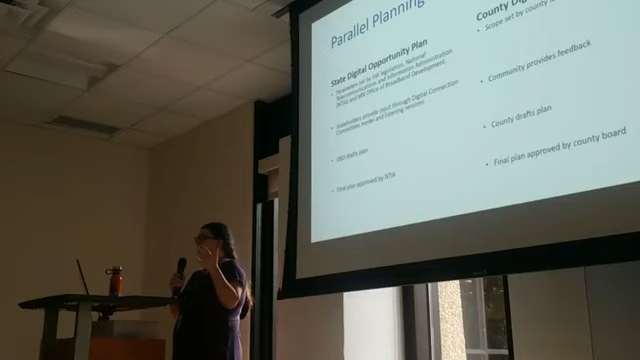 Parallel Planning
State Digital Opportunity Plan
• Parameters set by IIJA legislation, National
Telecommunications and Information Administration
(NTIA) and MN Office of Broadband Development.
• Stakeholders provide input through Digital Connection
Committees model and listening sessions
• OBD drafts plan
• Final plan approved by NTIA
County
• Scope set by county
• Community provides feedback
• County drafts plan
• Final plan approved by county board